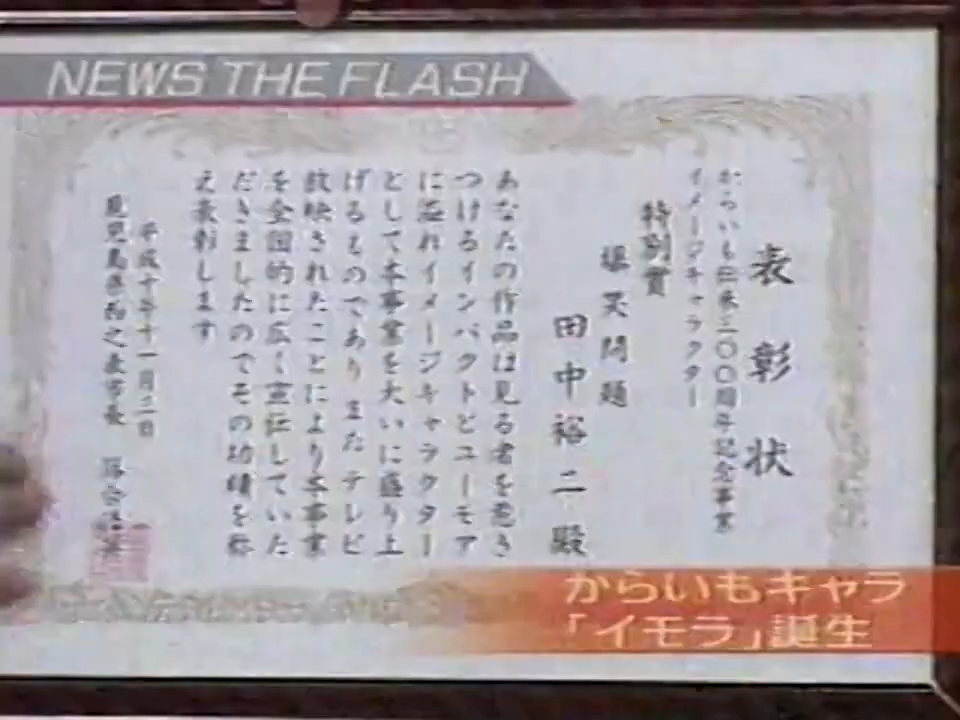 NEWS THE FLASH
表彰状
からいも伝来三〇〇周年記念事業
イメージキャラクター
特別賞
爆笑問題
田中裕二殿
あなたの作品は見る者を惹き
つけるインパクトとユーモア
に溢れイメージキャラクター
として本事業を大いに盛り上
げるものであり またテレビ
放映されたことにより本事業
を全国的に広く宣伝していた
だきましたのでその功績を称
え表彰します
平成十年十一月三日
鹿児島県西之表市長 落合
からいもキャラ
「イモラ」誕生